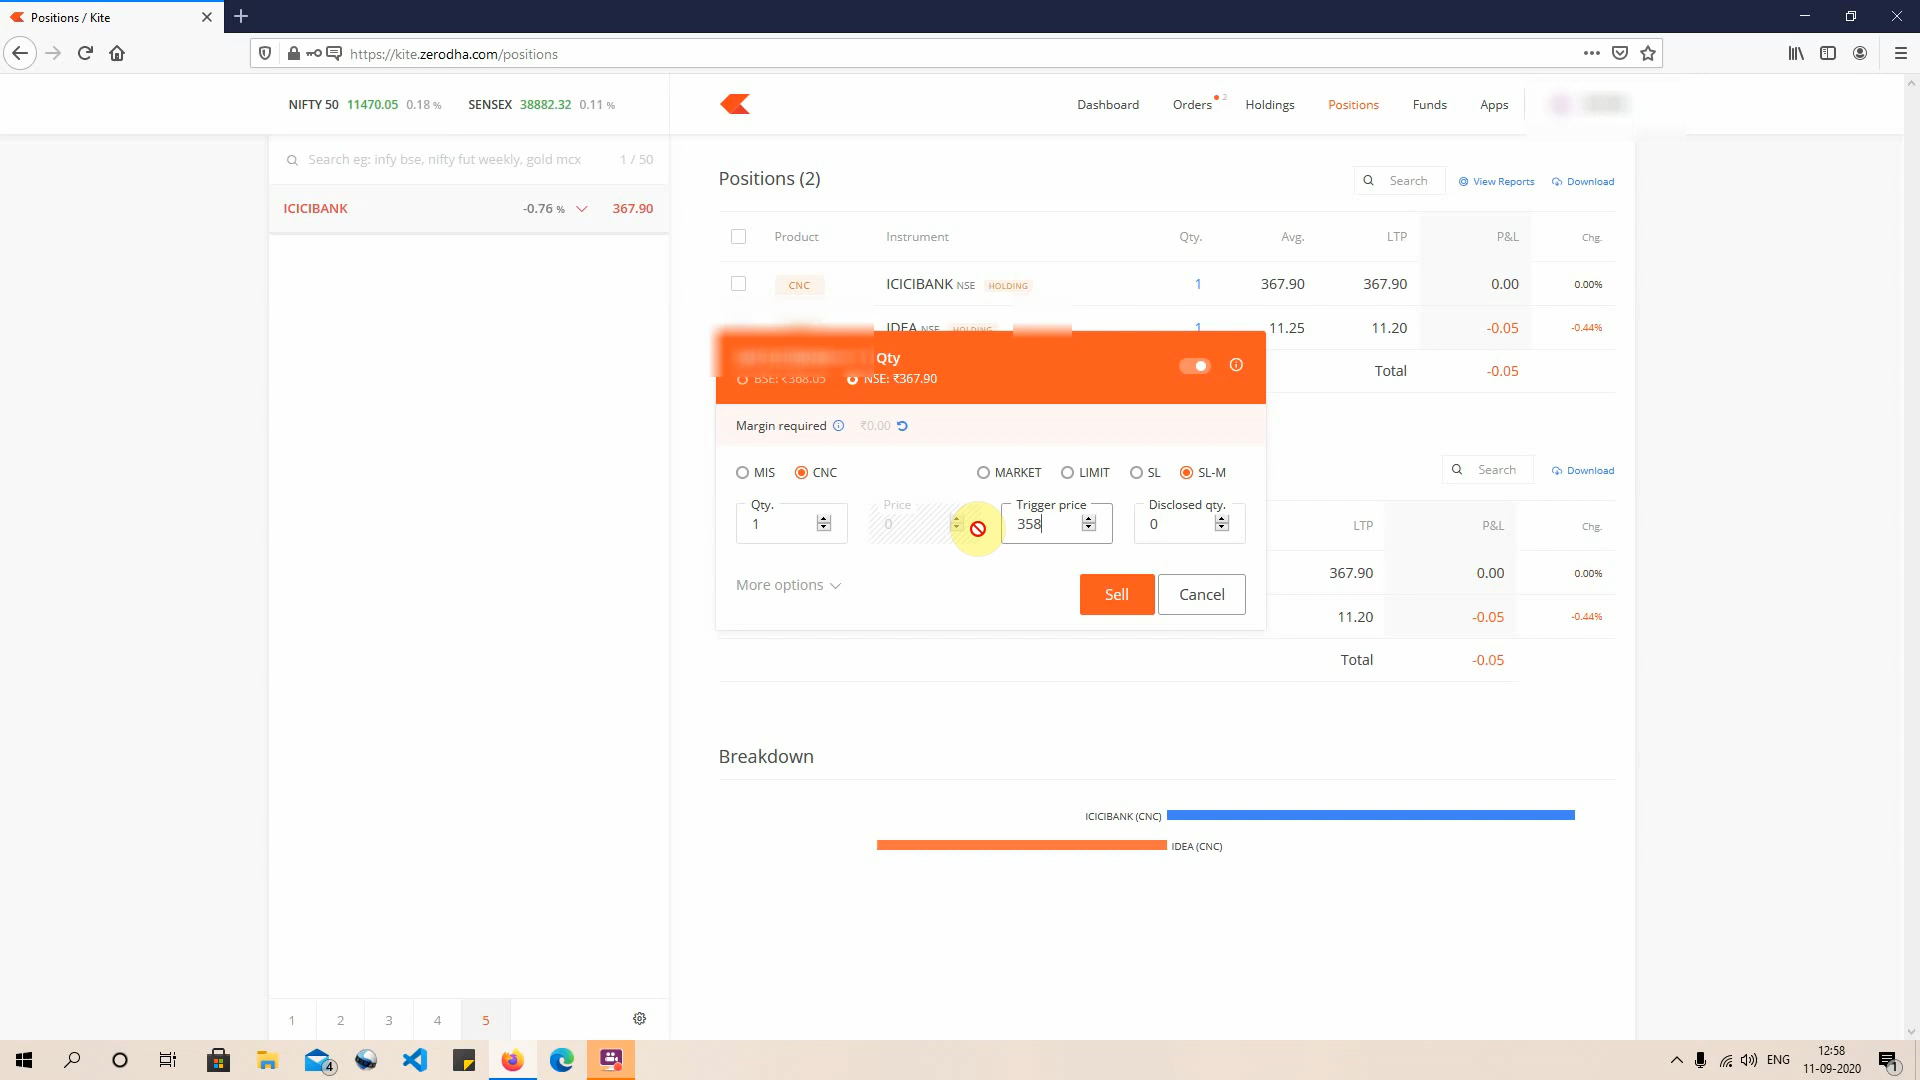 Positions / Kite
https://kite.zerodha.com/positions
NIFTY 50 11470.05 0.18 % SENSEX 38882.32 0.11 %
Dashboard Orders 2 Holdings Positions Funds Apps
Search eg: infy bse, nifty fut weekly, gold mcx 1 / 50
ICICIBANK -0.76 % 367.90
Positions (2) Search View Reports Download
Product Instrument Qty. Avg. LTP P&L Chg.
CNC ICICIBANK NSE HOLDING 1 367.90 367.90 0.00 0.00%
IDEA NSE HOLDING 1 11.25 11.20 -0.05 -0.44%
Total -0.05
Qty
BSE: ₹368.05 NSE: ₹367.90
Margin required ₹0.00
MIS CNC MARKET LIMIT SL SL-M
Qty. Price Trigger price Disclosed qty.
1 0 358 0
More options Sell Cancel
Search Download
LTP P&L Chg.
367.90 0.00 0.00%
11.20 -0.05 -0.44%
Total -0.05
Breakdown
ICICIBANK (CNC)
IDEA (CNC)
1 2 3 4 5
4
ENG
12:58
11-09-2020
1